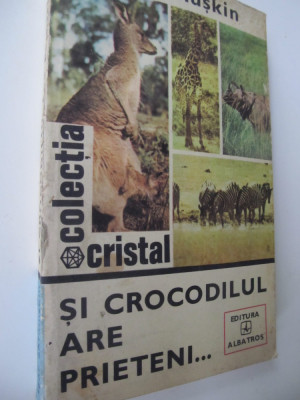 colecția
cristal
ȘI CROCODILUL
ARE
PRIETENI...
EDITURA
ALBATROS